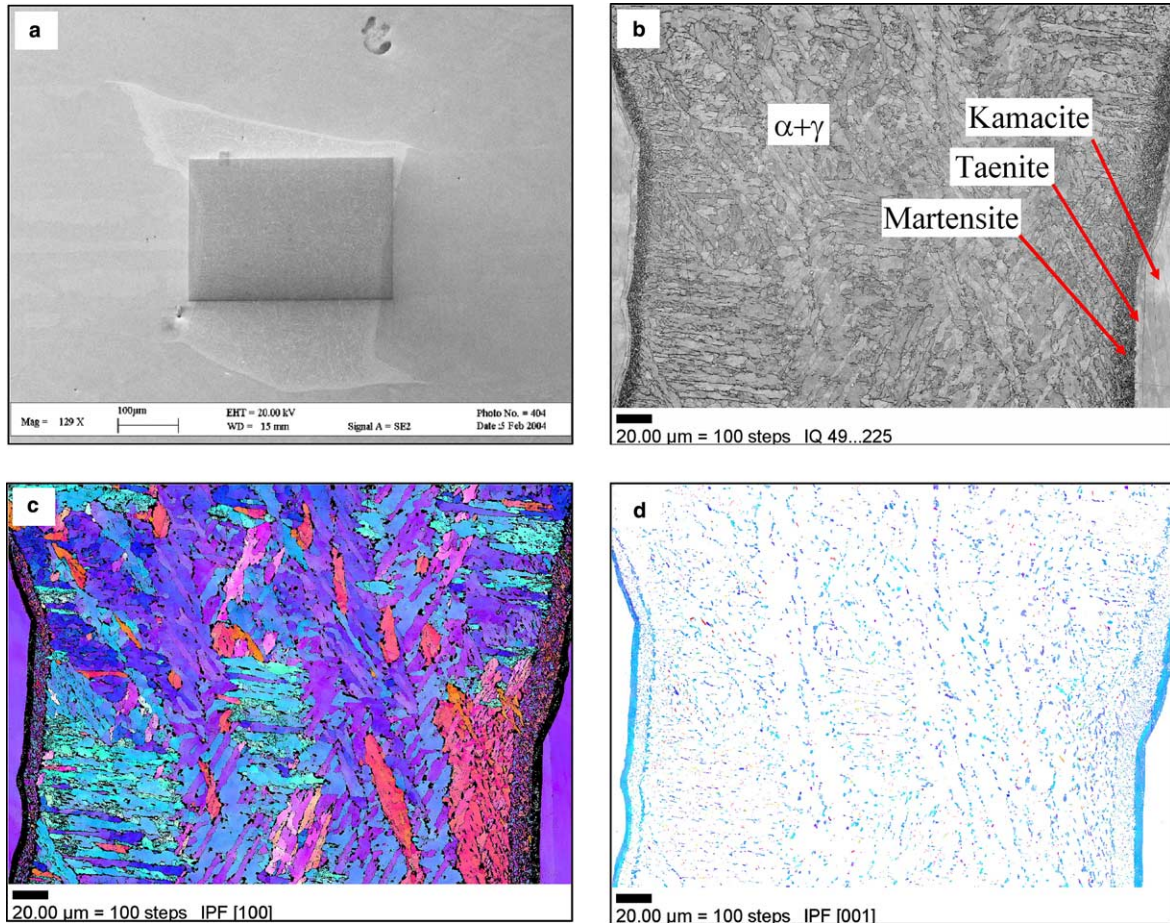 a
Mag = 129 X
100µm
EHT = 20.00 kV
WD = 15 mm
Signal A = SE2
Photo No. = 404
Date :5 Feb 2004
b
α+γ
Kamacite
Taenite
Martensite
20.00 µm = 100 steps IQ 49...225
c
20.00 µm = 100 steps IPF [100]
d
20.00 µm = 100 steps IPF [001]